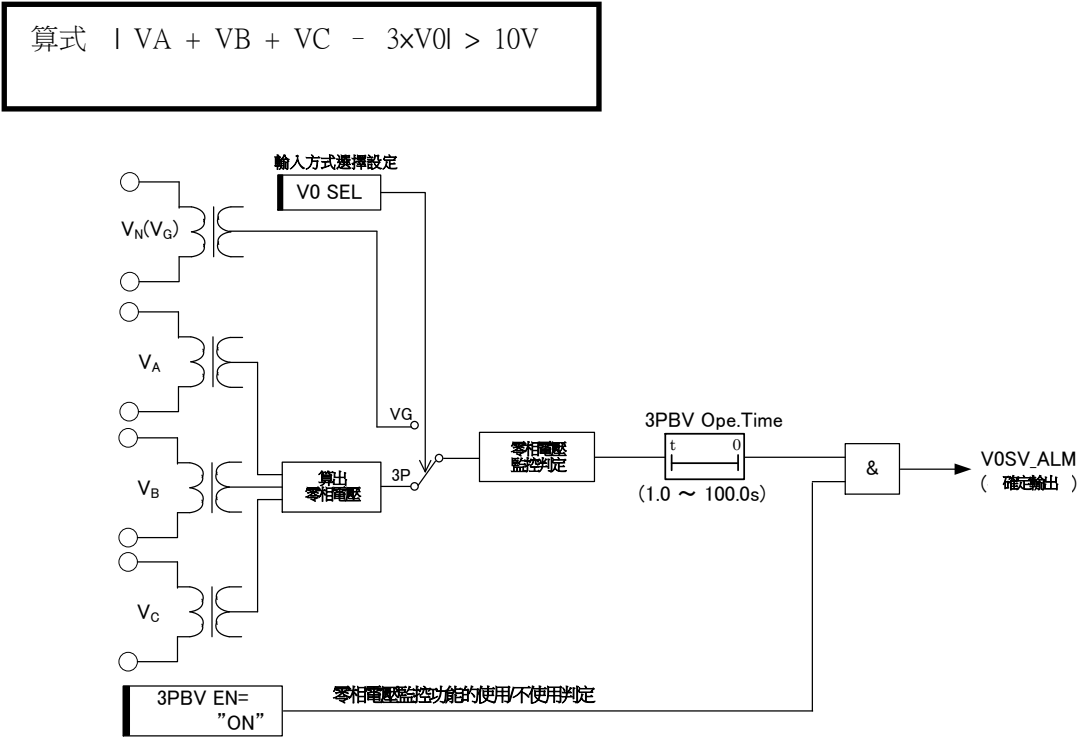 算式 | VA + VB + VC - 3×V0| > 10V
輸入方式選擇設定
V0 SEL
VN(VG)
VA
VG
3PBV Ope.Time
t 0
零相電壓
監控判定
&
V0SV_ALM
3P
算出
零相電壓
(1.0 ～ 100.0s)
( 確定輸出 )
VB
VC
3PBV EN=
"ON"
零相電壓監控功能的使用/不使用判定